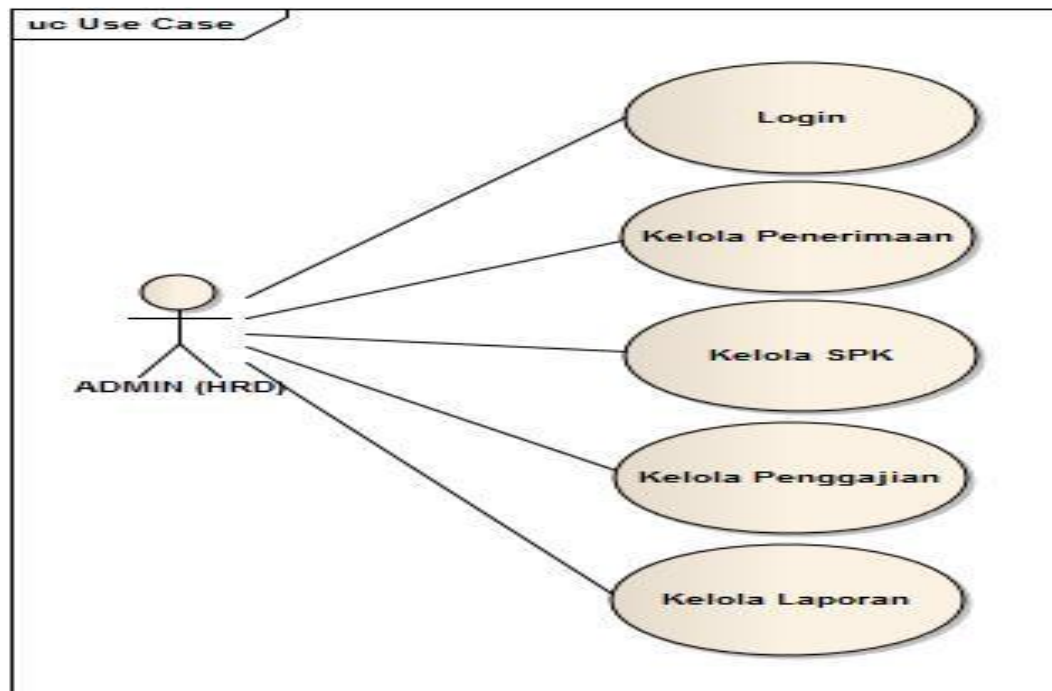 uc Use Case
Login
Kelola Penerimaan
Kelola SPK
ADMIN (HRD)
Kelola Penggajian
Kelola Laporan